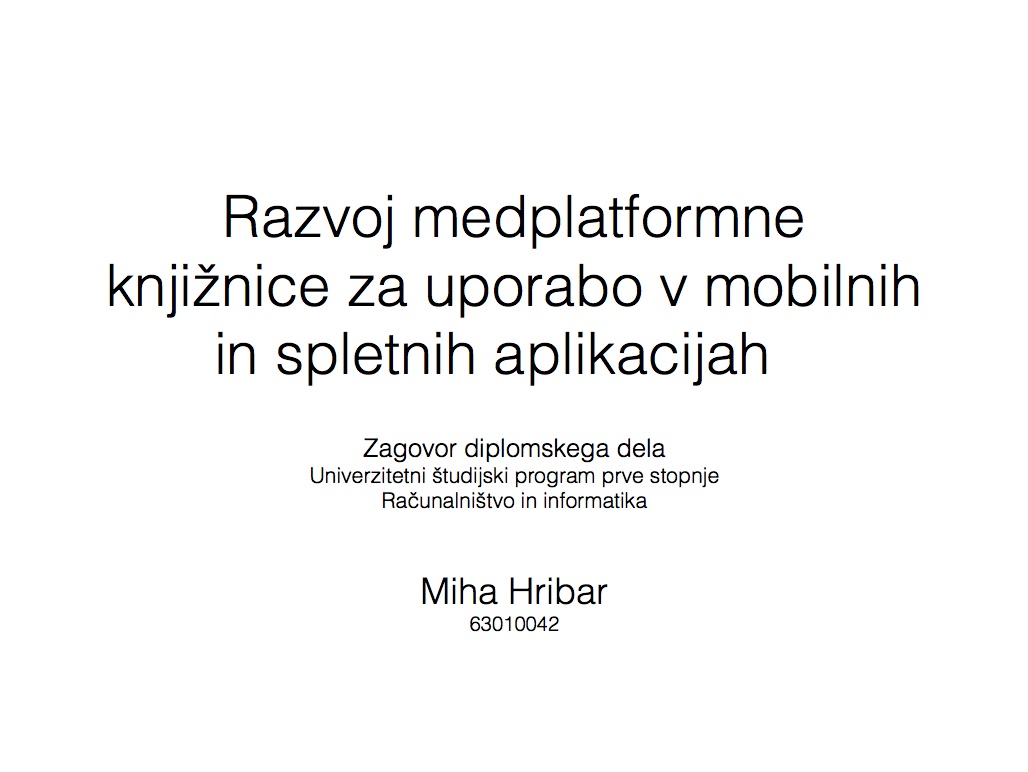 Razvoj medplatformne
knjižnice za uporabo v mobilnih
in spletnih aplikacijah
Zagovor diplomskega dela
Univerzitetni študijski program prve stopnje
Računalništvo in informatika
Miha Hribar
63010042